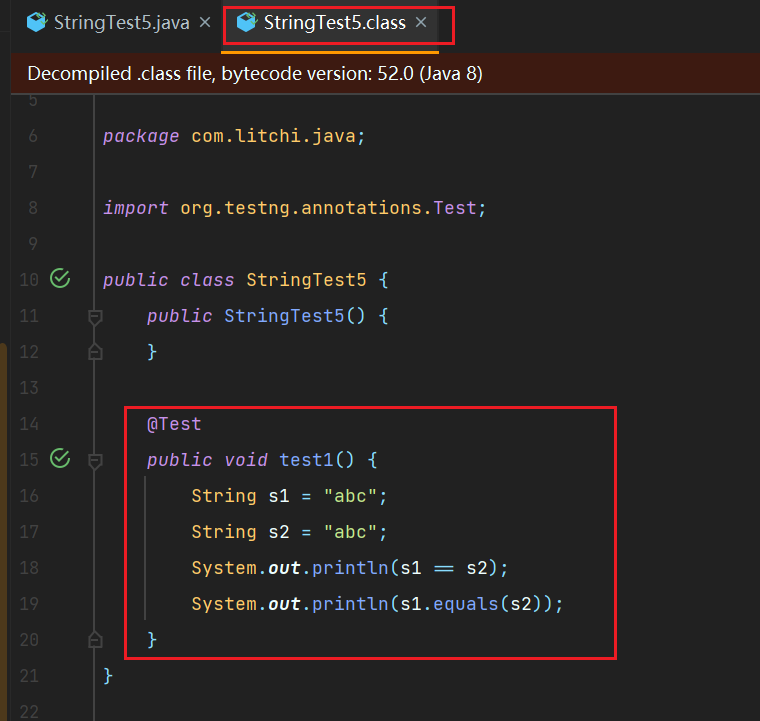 StringTest5.java × StringTest5.class ×
Decompiled .class file, bytecode version: 52.0 (Java 8)
5
6 package com.litchi.java;
7
8 import org.testng.annotations.Test;
9
10 public class StringTest5 {
11 public StringTest5() {
12 }
13
14 @Test
15 public void test1() {
16 String s1 = "abc";
17 String s2 = "abc";
18 System.out.println(s1 == s2);
19 System.out.println(s1.equals(s2));
20 }
21 }
22